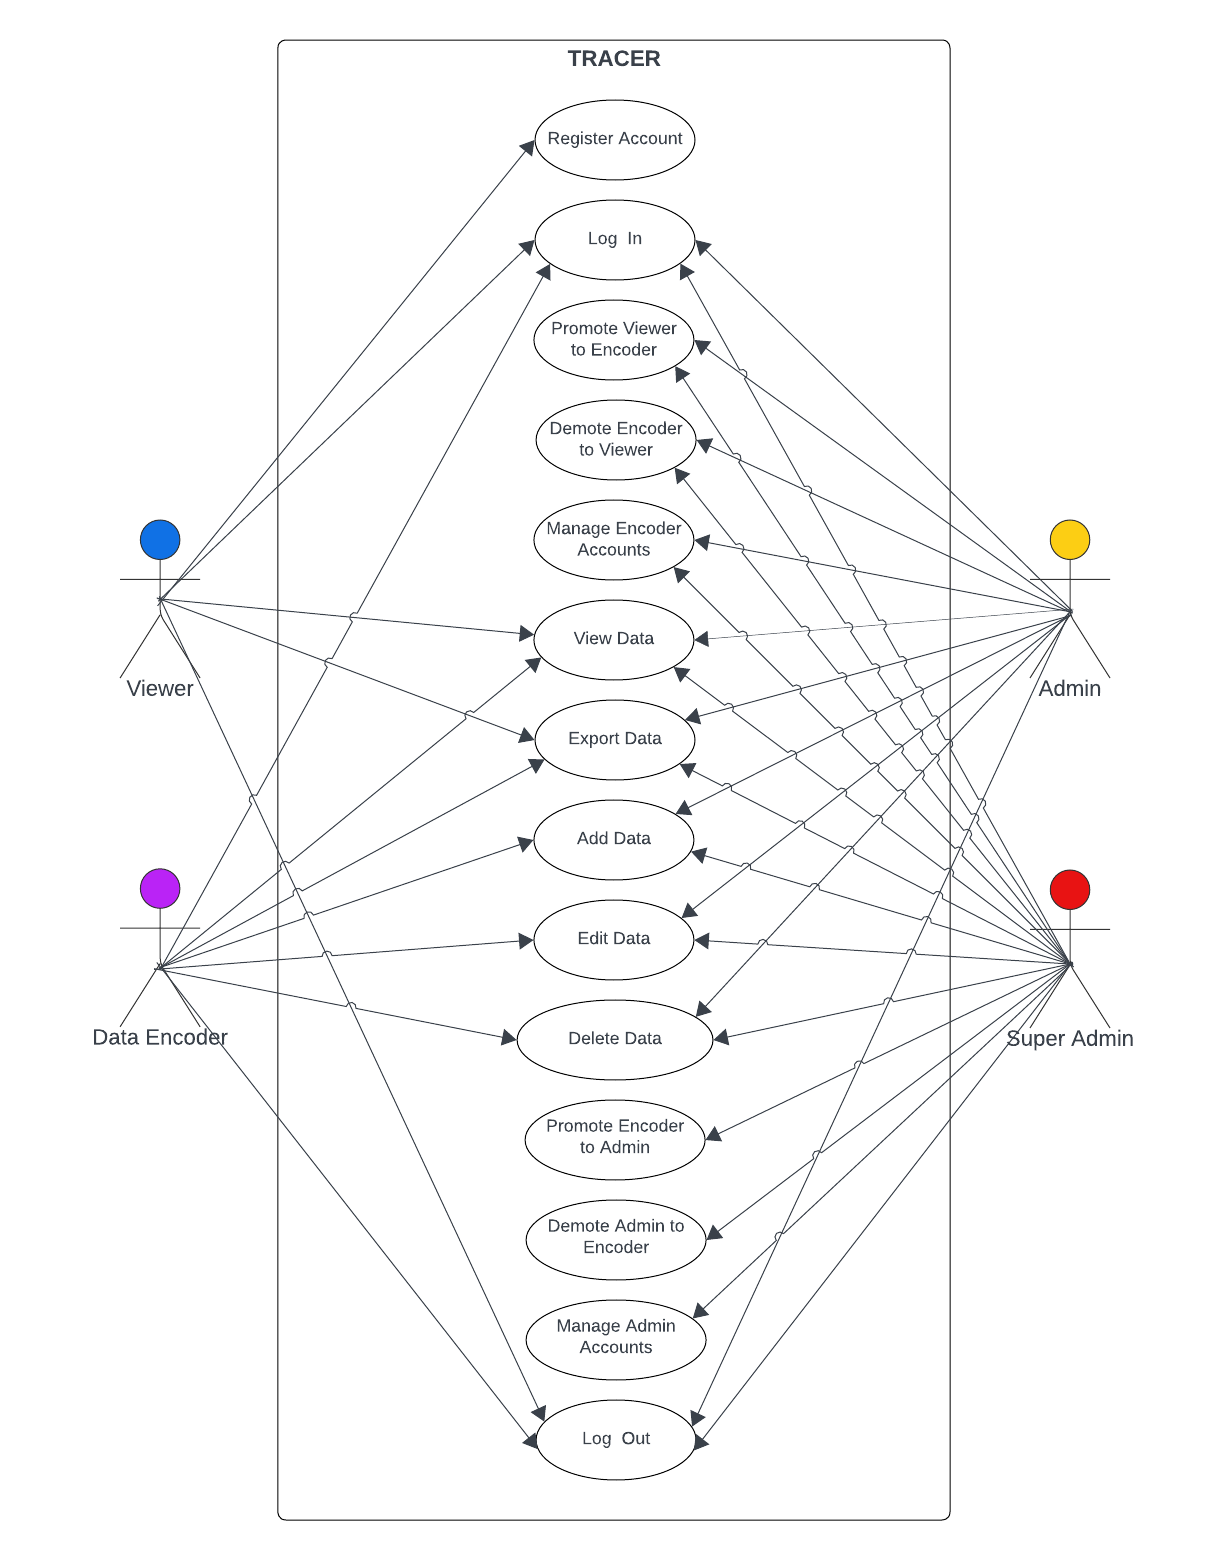 TRACER
Register Account
Log In
Promote Viewer
to Encoder
Demote Encoder
to Viewer
Manage Encoder
Accounts
View Data
Viewer
Admin
Export Data
Add Data
Edit Data
Data Encoder
Delete Data
Super Admin
Promote Encoder
to Admin
Demote Admin to
Encoder
Manage Admin
Accounts
Log Out